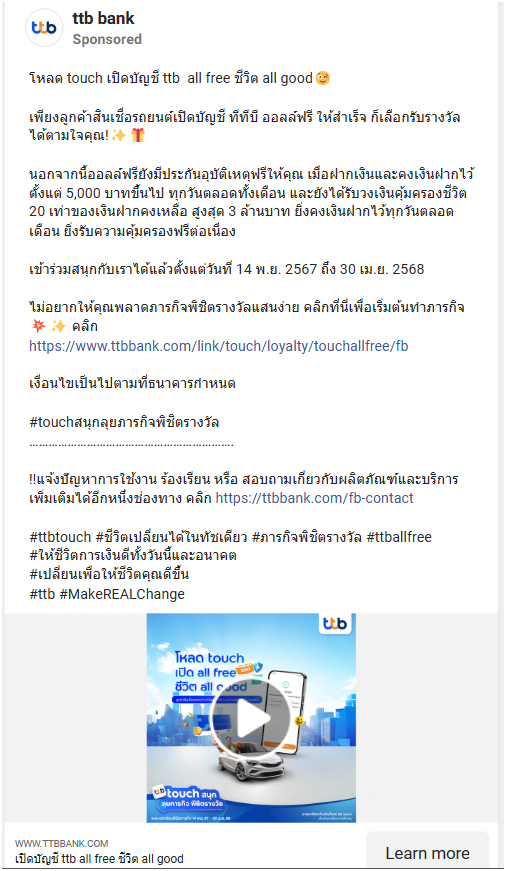 ttb bank
Sponsored
ttb
โหลด touch เปิดบัญชี ttb all free ชีวิต all good😉
เพียงลูกค้าสินเชื่อรถยนต์เปิดบัญชี ทีทีบี ออลล์ฟรี ให้สำเร็จ ก็เลือกรับรางวัล
ได้ตามใจคุณ!✨🎁
นอกจากนี้ออลล์ฟรียังมีประกันอุบัติเหตุฟรีให้คุณ เมื่อฝากเงินและคงเงินฝากไว้
ตั้งแต่ 5,000 บาทขึ้นไป ทุกวันตลอดทั้งเดือน และยังได้รับวงเงินคุ้มครองชีวิต
20 เท่าของเงินฝากคงเหลือ สูงสุด 3 ล้านบาท ยิ่งคงเงินฝากไว้ทุกวันตลอด
เดือน ยิ่งรับความคุ้มครองฟรีต่อเนื่อง
เข้าร่วมสนุกกับเราได้แล้วตั้งแต่วันที่ 14 พ.ย. 2567 ถึง 30 เม.ย. 2568
ไม่อยากให้คุณพลาดภารกิจพิชิตรางวัลแสนง่าย คลิกที่นี่เพื่อเริ่มต้นทำภารกิจ
💥✨ คลิก
https://www.ttbbank.com/link/touch/loyalty/touchallfree/fb
เงื่อนไขเป็นไปตามที่ธนาคารกำหนด
#touchสนุกลุยภารกิจพิชิตรางวัล
……………………………………………………….
!!แจ้งปัญหาการใช้งาน ร้องเรียน หรือ สอบถามเกี่ยวกับผลิตภัณฑ์และบริการ
เพิ่มเติมได้อีกหนึ่งช่องทาง คลิก https://ttbbank.com/fb-contact
#ttbtouch #ชีวิตเปลี่ยนได้ในทัชเดียว #ภารกิจพิชิตรางวัล #ttballfree
#ให้ชีวิตการเงินดีทั้งวันนี้และอนาคต
#เปลี่ยนเพื่อให้ชีวิตคุณดีขึ้น
#ttb #MakeREALChange
ttb
โหลด touch
เปิด all free
ชีวิต all good
ttb touch สนุก
ลุยภารกิจ พิชิตรางวัล
WWW.TTBBANK.COM
เปิดบัญชี ttb all free ชีวิต all good
Learn more